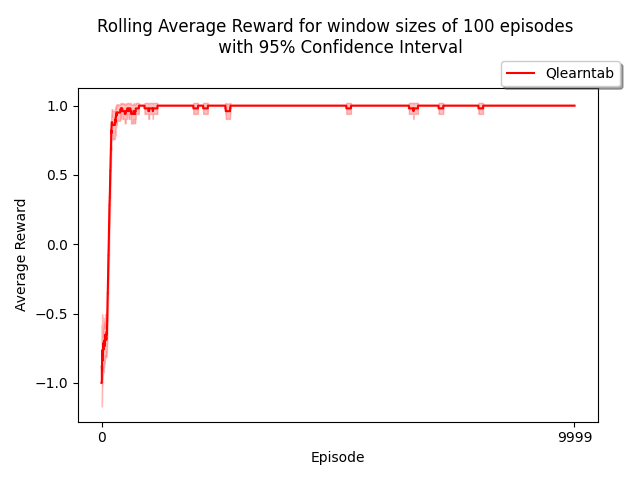 Rolling Average Reward for window sizes of 100 episodes
with 95% Confidence Interval
Qlearntab
1.0
0.5
0.0
−0.5
−1.0
Average Reward
0
9999
Episode